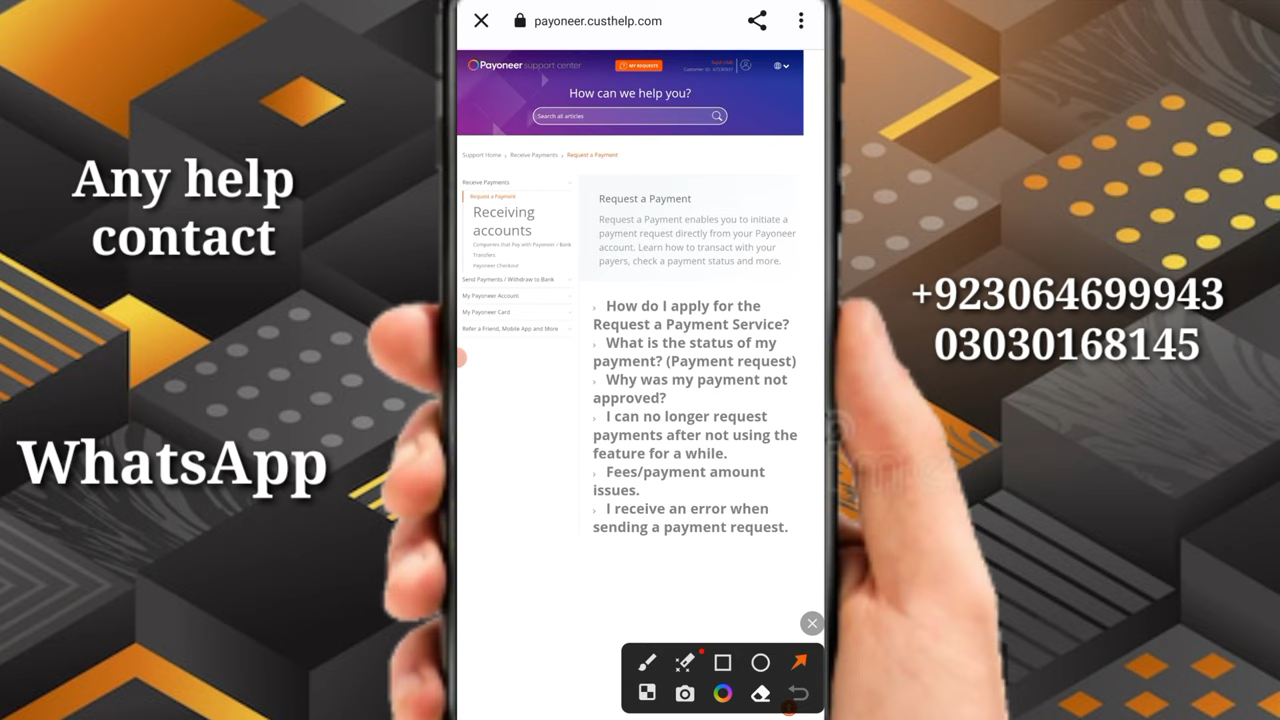 Any help
contact
WhatsApp
+923064699943
03030168145
payoneer.custhelp.com
Payoneer support center
MY REQUESTS
How can we help you?
Search all articles
Support Home › Receive Payments › Request a Payment
Receive Payments
Request a Payment
Receiving
accounts
Companies that Pay with Payoneer / Bank
Transfers
Payoneer Checkout
Send Payments / Withdraw to Bank
My Payoneer Account
My Payoneer Card
Refer a Friend, Mobile App and More
Request a Payment
Request a Payment enables you to initiate a
payment request directly from your Payoneer
account. Learn how to transact with your
payers, check a payment status and more.
› How do I apply for the
Request a Payment Service?
› What is the status of my
payment? (Payment request)
› Why was my payment not
approved?
› I can no longer request
payments after not using the
feature for a while.
› Fees/payment amount
issues.
› I receive an error when
sending a payment request.